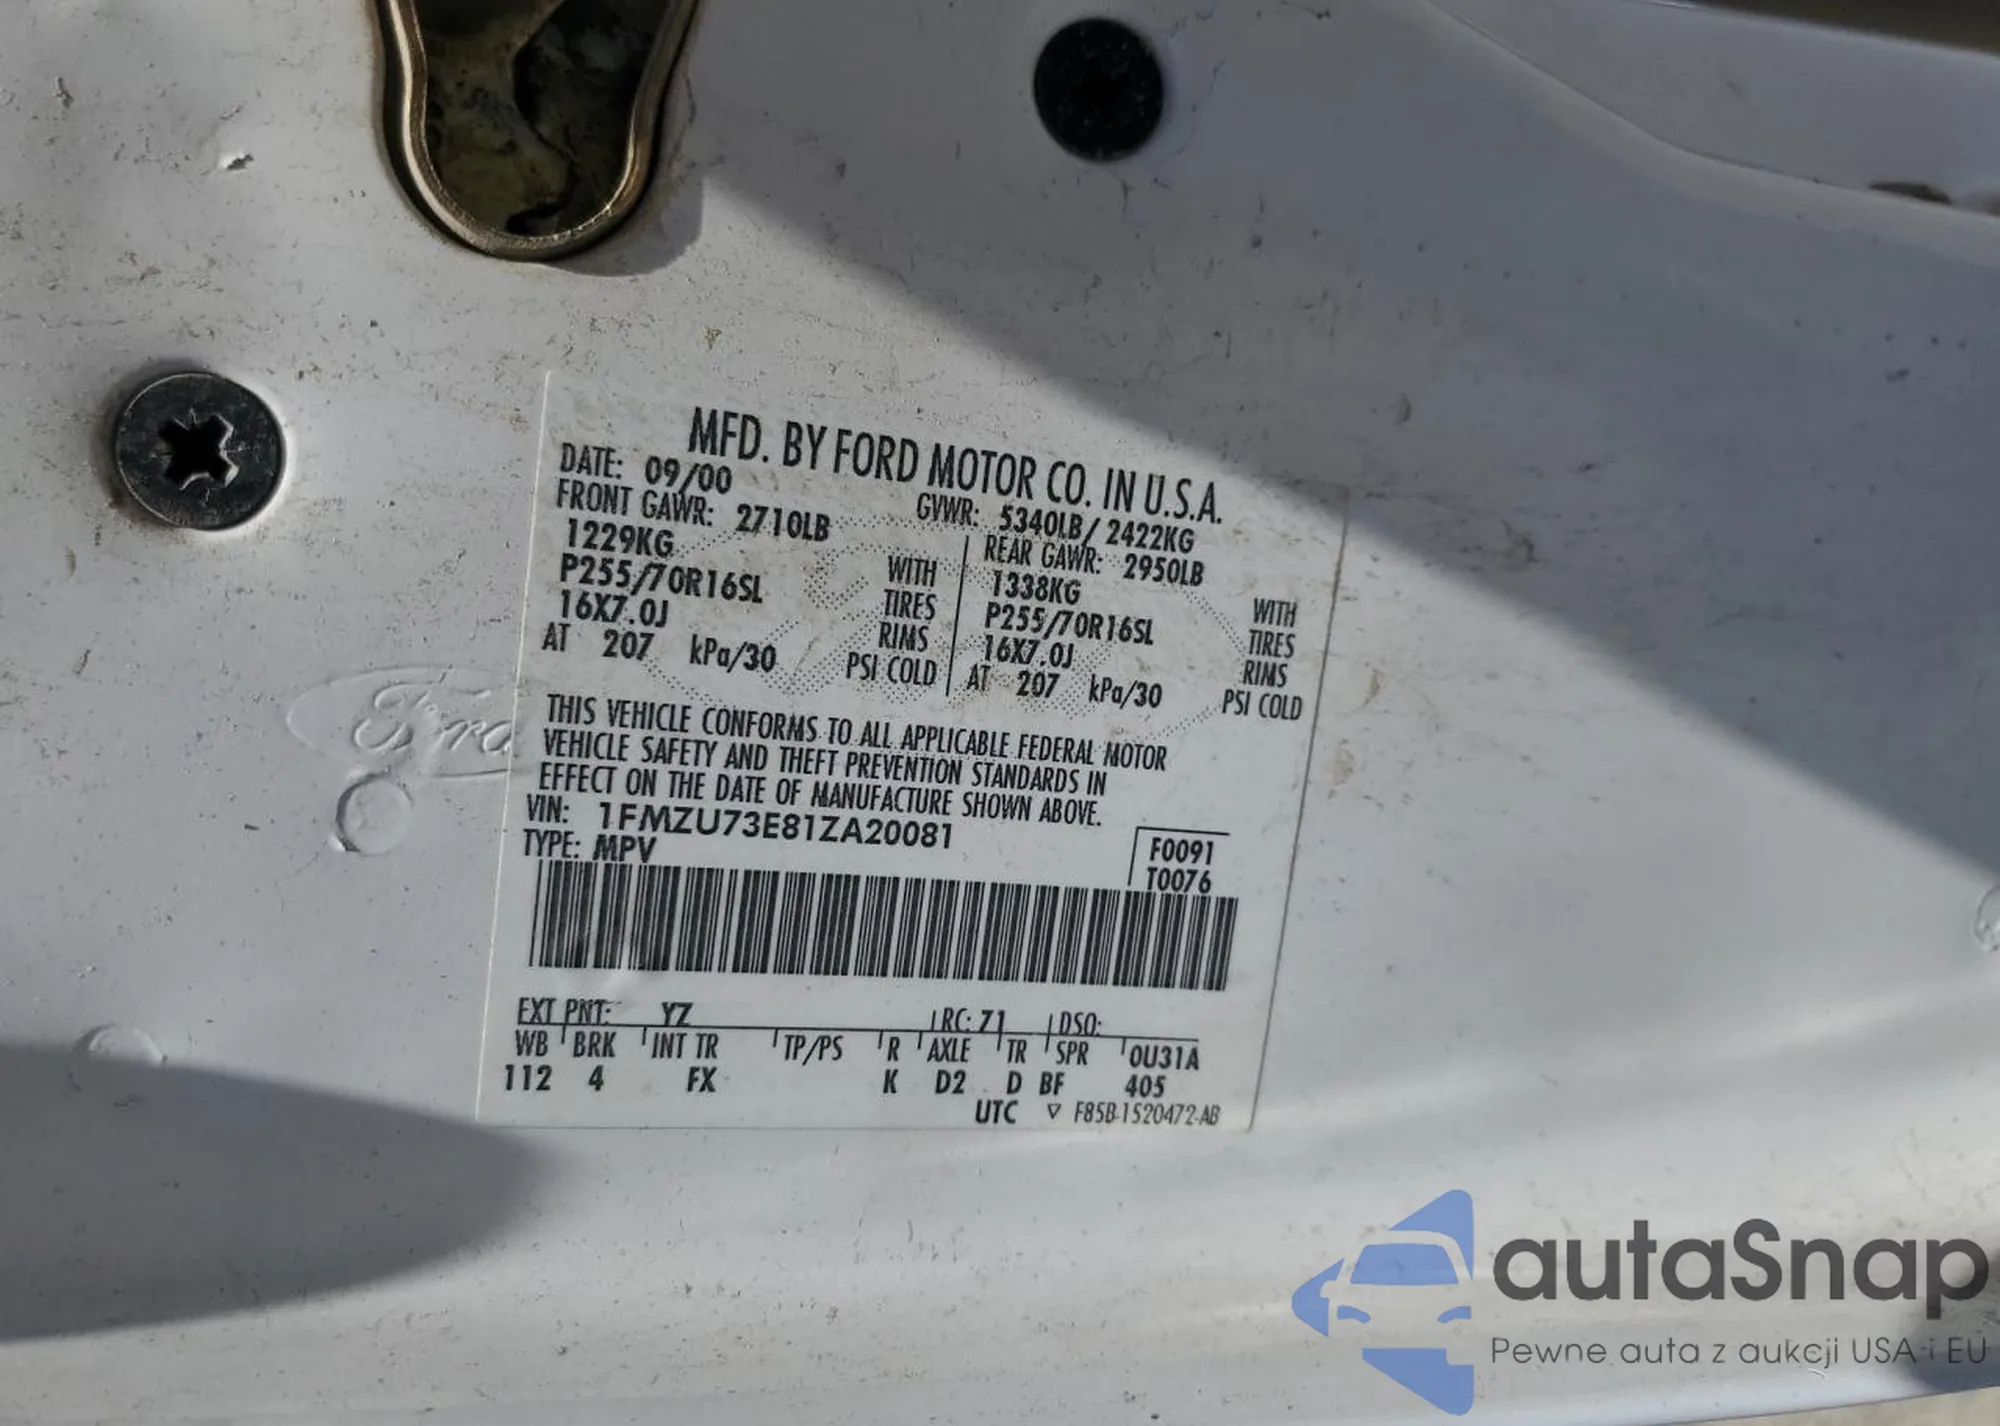 MFD. BY FORD MOTOR CO. IN U.S.A.
DATE: 09/00 GVWR: 5340LB/ 2422KG
FRONT GAWR: 2710LB REAR GAWR: 2950LB
1229KG WITH 1338KG WITH
P255/70R16SL TIRES P255/70R16SL TIRES
16X7.0J RIMS 16X7.0J RIMS
AT 207 kPa/30 PSI COLD AT 207 kPa/30 PSI COLD
THIS VEHICLE CONFORMS TO ALL APPLICABLE FEDERAL MOTOR
VEHICLE SAFETY AND THEFT PREVENTION STANDARDS IN
EFFECT ON THE DATE OF MANUFACTURE SHOWN ABOVE.
VIN: 1FMZU73E81ZA20081
TYPE: MPV
F0091
T0076
EXT PNT: YZ RC: 71 DSO:
WB BRK INT TR TP/PS R AXLE TR SPR 0U31A
112 4 FX K D2 D BF 405
UTC ▽ F85B-1520472-AB
Ford
autaSnap
Pewne auta z aukcji USA i EU